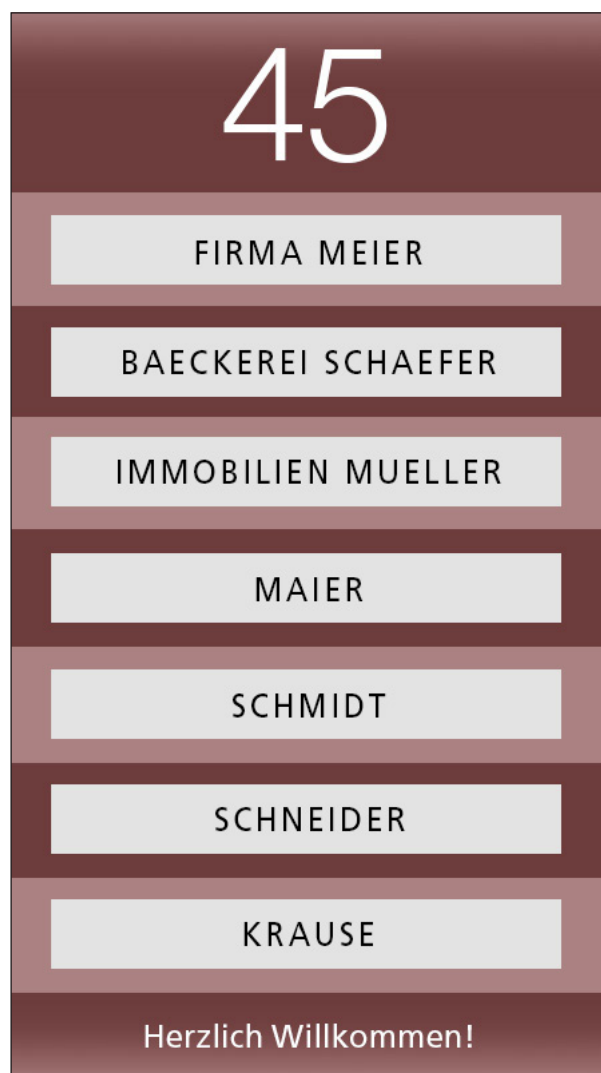 45
FIRMA MEIER
BAECKEREI SCHAEFER
IMMOBILIEN MUELLER
MAIER
SCHMIDT
SCHNEIDER
KRAUSE
Herzlich Willkommen!